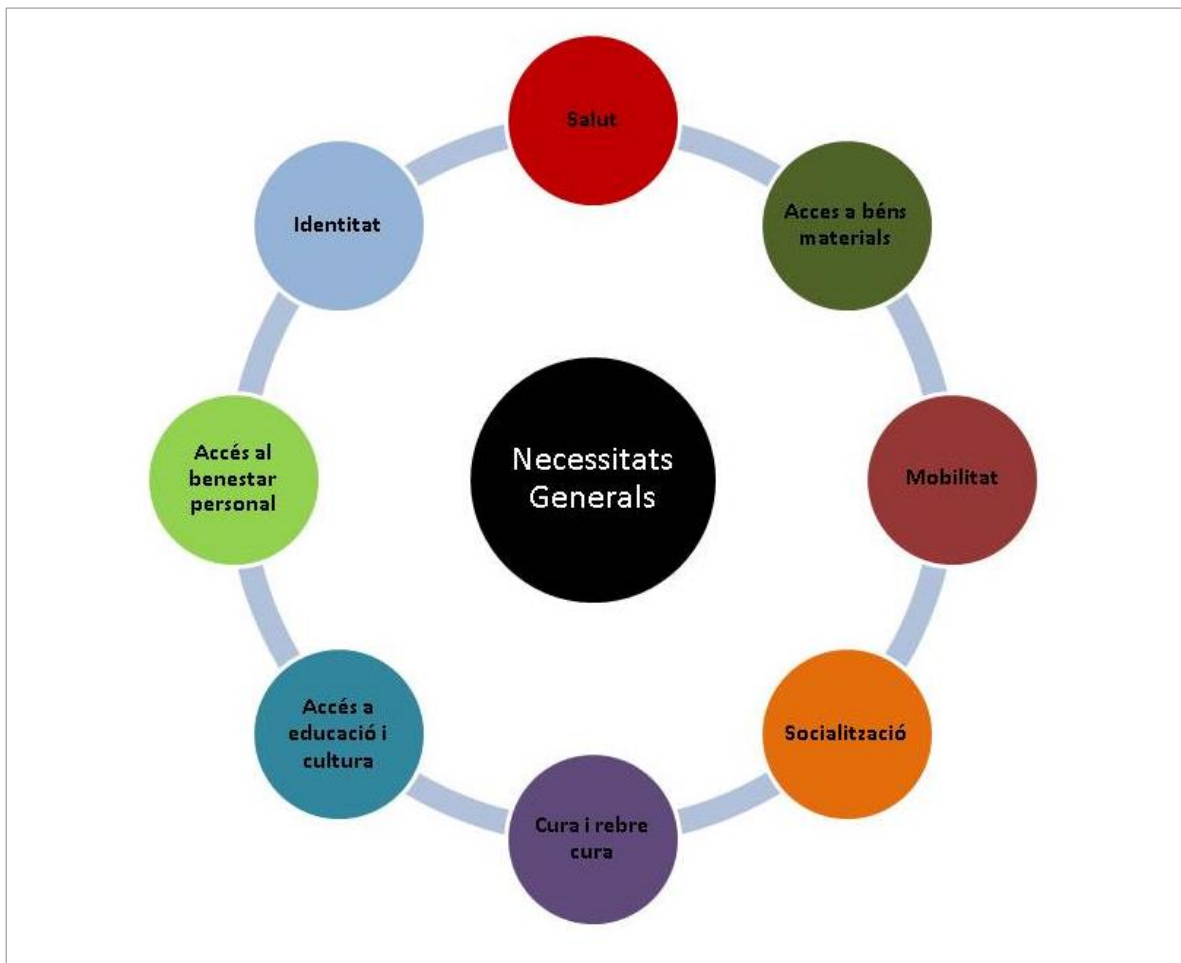 Salut
Acces a béns
materials
Mobilitat
Socialització
Cura i rebre
cura
Accés a
educació i
cultura
Accés al
benestar
personal
Identitat
Necessitats
Generals